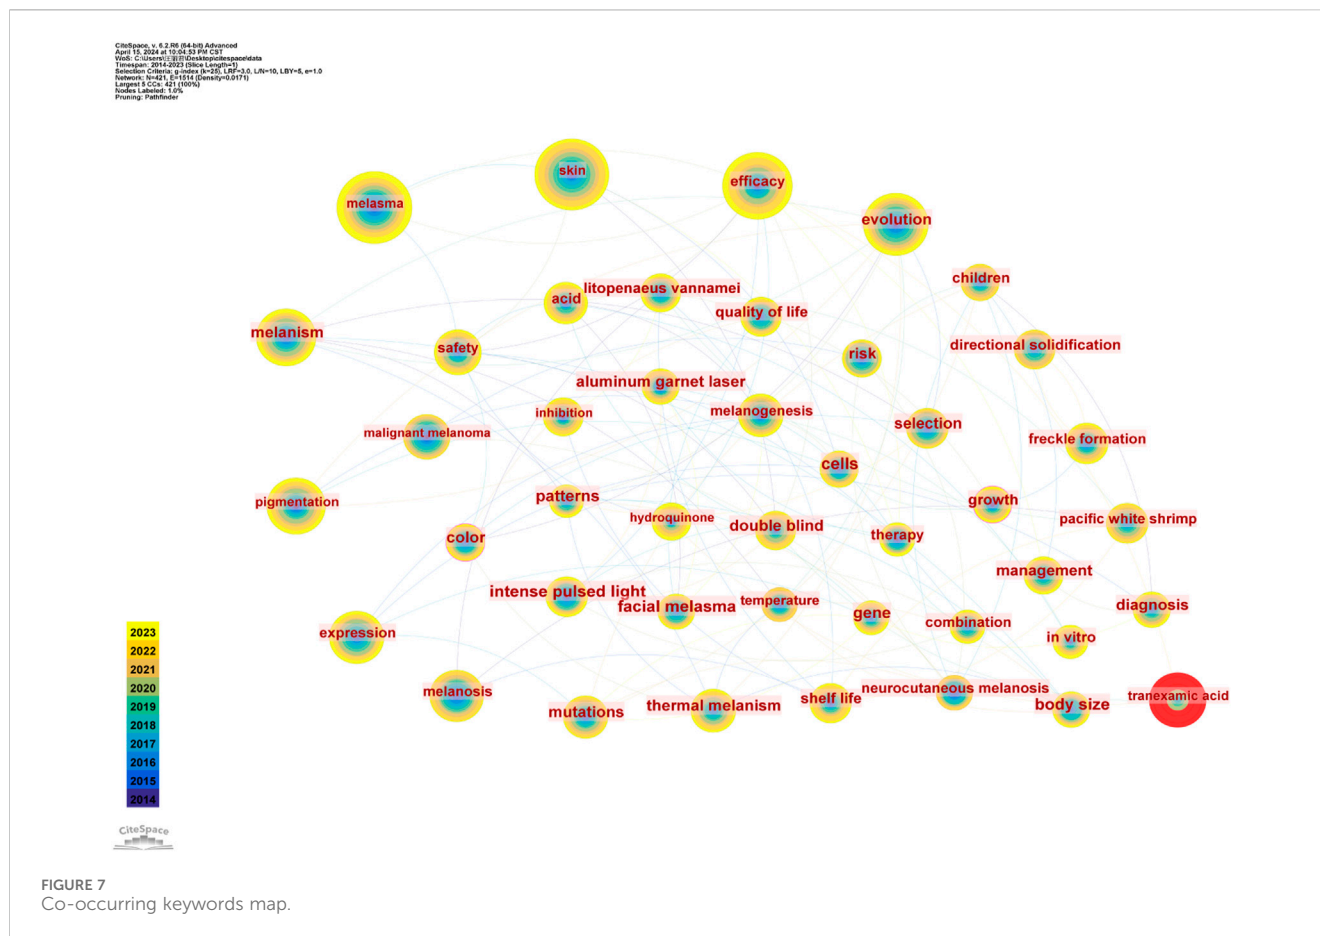 CiteSpace, v. 6.2.R6 (64-bit) Advanced
April 15, 2024 at 10:04:53 PM CST
WoS: C:\Users\汪\Desktop\citespace\data
Timespan: 2014-2023 (Slice Length=1)
Selection Criteria: g-index (k=25), LRF=3.0, L/N=10, LBY=5, e=1.0
Network: N=421, E=1514 (Density=0.0171)
Largest 5 CCs: 421 (100%)
Nodes Labeled: 1.0%
Pruning: Pathfinder
skin
efficacy
melasma
evolution
children
litopenaeus vannamei
acid
quality of life
melanism
directional solidification
safety
risk
aluminum garnet laser
melanogenesis
inhibition
selection
malignant melanoma
freckle formation
cells
patterns
growth
pigmentation
hydroquinone
pacific white shrimp
double blind
therapy
color
management
intense pulsed light
temperature
facial melasma
diagnosis
gene
combination
expression
in vitro
neurocutaneous melanosis
melanosis
tranexamic acid
shelf life
body size
thermal melanism
mutations
2023
2022
2021
2020
2019
2018
2017
2016
2015
2014
CiteSpace
FIGURE 7
Co-occurring keywords map.